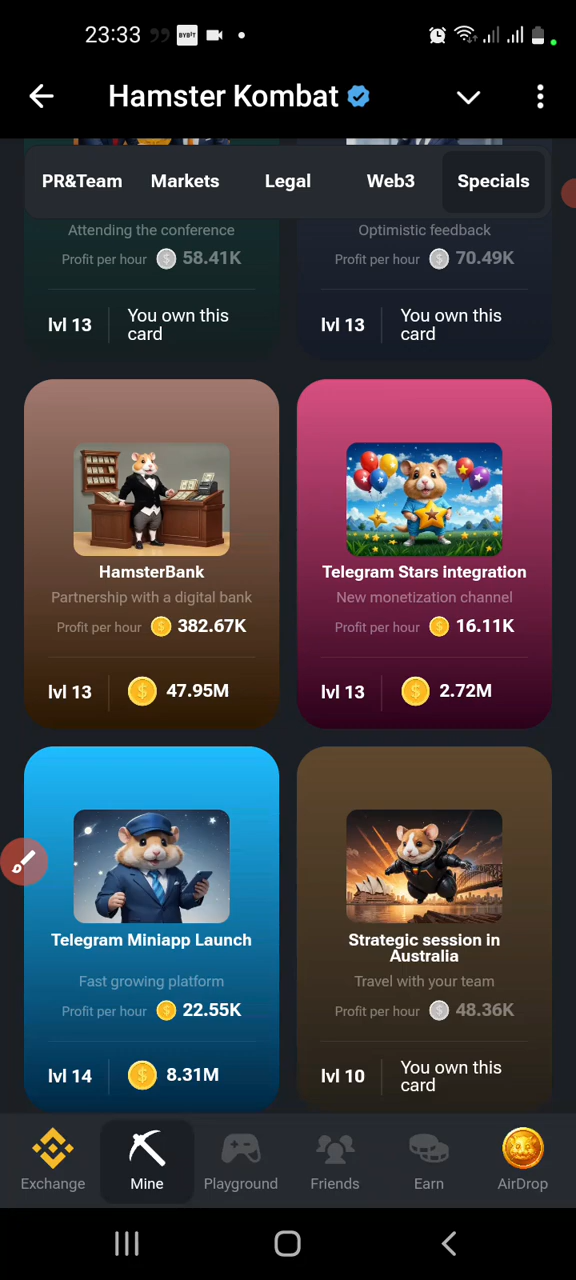 23:33
BYBIT
Hamster Kombat
PR&Team Markets Legal Web3 Specials
Attending the conference
Profit per hour 58.41K
lvl 13 You own this
card
Optimistic feedback
Profit per hour 70.49K
lvl 13 You own this
card
HamsterBank
Partnership with a digital bank
Profit per hour 382.67K
lvl 13 47.95M
Telegram Stars integration
New monetization channel
Profit per hour 16.11K
lvl 13 2.72M
Telegram Miniapp Launch
Fast growing platform
Profit per hour 22.55K
lvl 14 8.31M
Strategic session in
Australia
Travel with your team
Profit per hour 48.36K
lvl 10 You own this
card
Exchange Mine Playground Friends Earn AirDrop